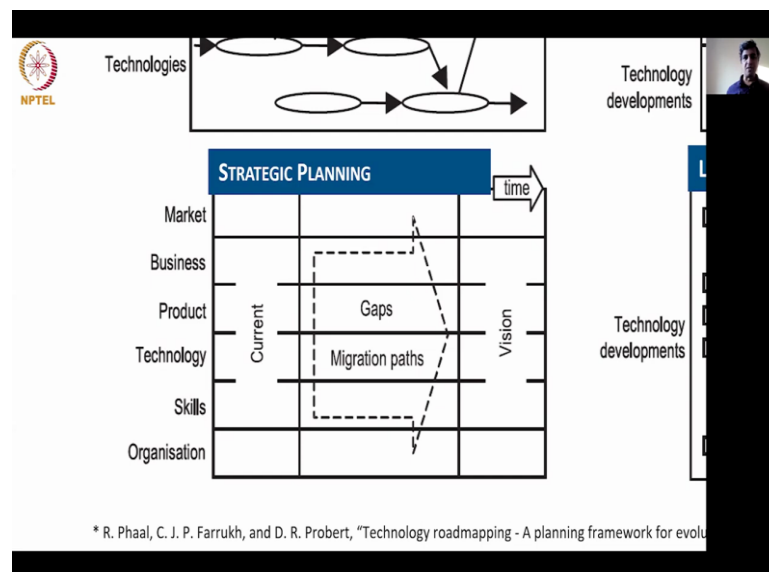 NPTEL
Technologies
Technology
developments
STRATEGIC PLANNING
time
L
Market
Business
Product
Technology
Skills
Organisation
Current
Gaps
Migration paths
Vision
Technology
developments
* R. Phaal, C. J. P. Farrukh, and D. R. Probert, “Technology roadmapping - A planning framework for evolu